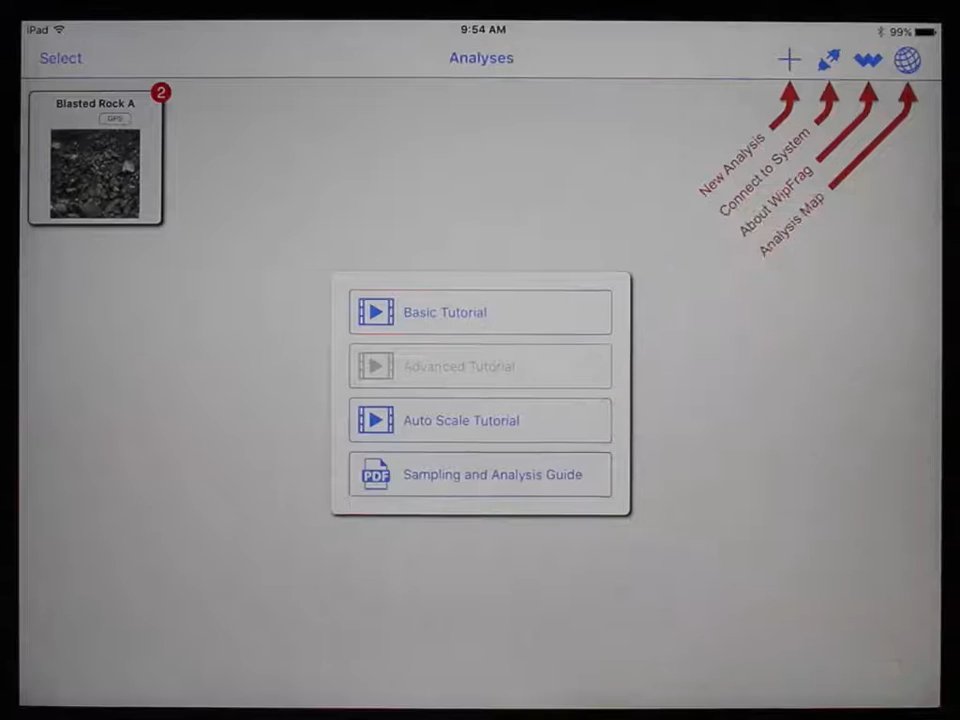 iPad
9:54 AM
99%
Select
Analyses
Blasted Rock A
2
GPS
New Analysis
Connect to System
About WipFrag
Analysis Map
Basic Tutorial
Advanced Tutorial
Auto Scale Tutorial
PDF
Sampling and Analysis Guide